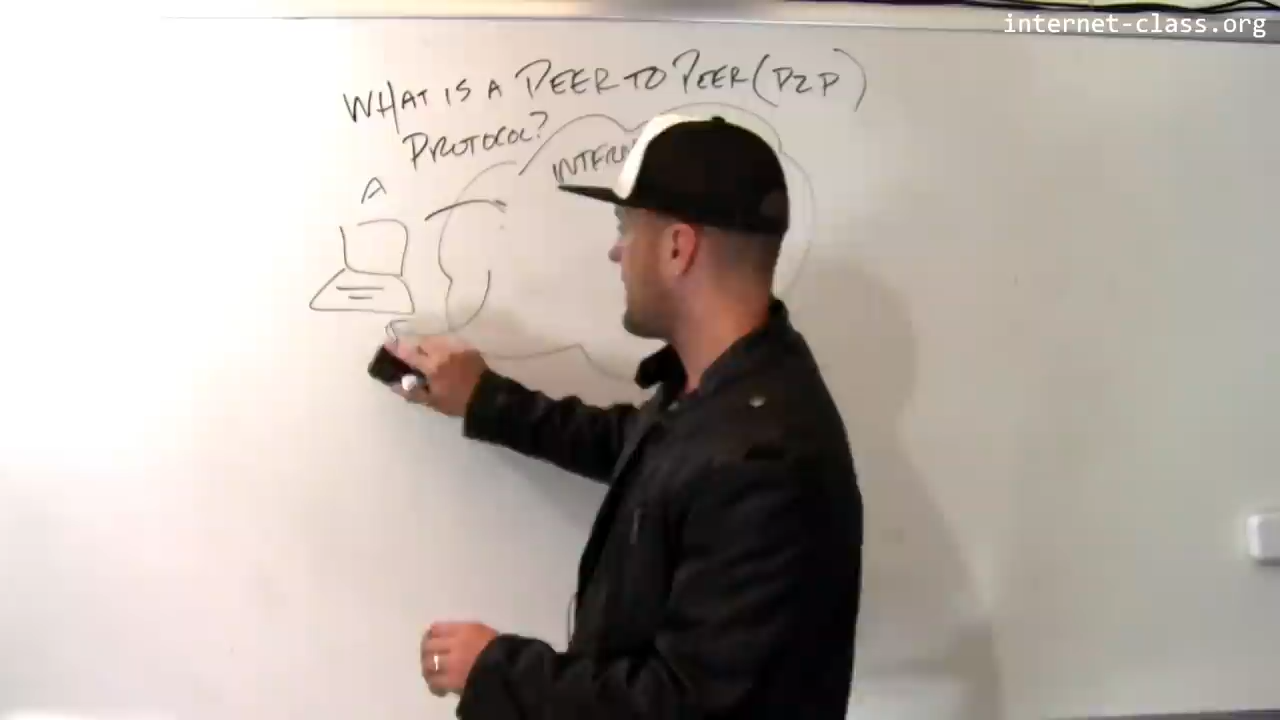 internet-class.org
WHAT IS A PEER TO PEER (P2P)
PROTOCOL?
INTERN
A